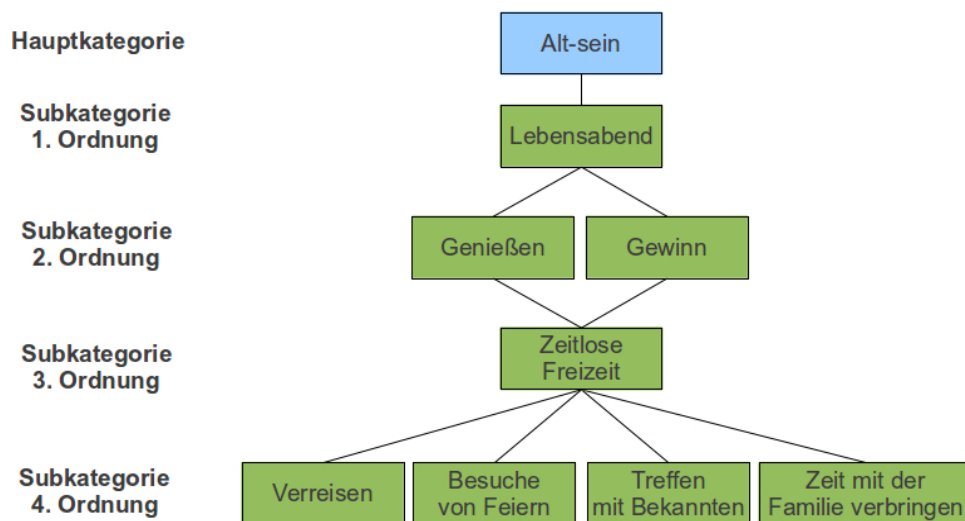 Hauptkategorie
Alt-sein
Subkategorie
1. Ordnung
Lebensabend
Subkategorie
2. Ordnung
Genießen
Gewinn
Subkategorie
3. Ordnung
Zeitlose
Freizeit
Subkategorie
4. Ordnung
Verreisen
Besuche
von Feiern
Treffen
mit Bekannten
Zeit mit der
Familie verbringen